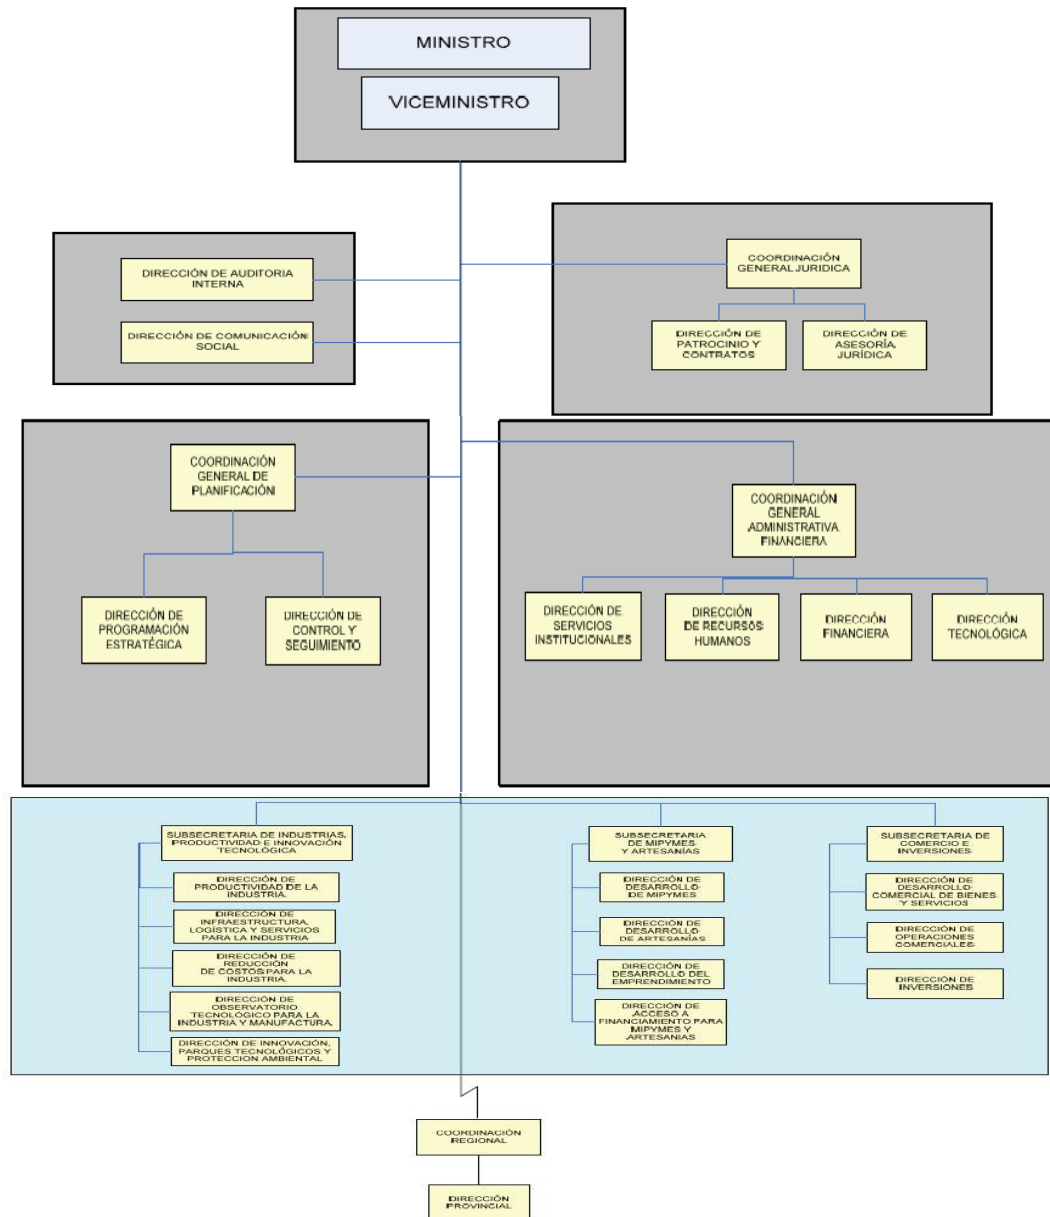 MINISTRO
VICEMINISTRO
DIRECCIÓN DE AUDITORIA
INTERNA
DIRECCIÓN DE COMUNICACIÓN
SOCIAL
COORDINACIÓN
GENERAL JURIDICA
DIRECCIÓN DE
PATROCINIO Y
CONTRATOS
DIRECCIÓN DE
ASESORÍA
JURÍDICA
COORDINACIÓN
GENERAL DE
PLANIFICACIÓN
DIRECCIÓN DE
PROGRAMACIÓN
ESTRATÉGICA
DIRECCIÓN DE
CONTROL Y
SEGUIMIENTO
COORDINACIÓN
GENERAL
ADMINISTRATIVA
FINANCIERA
DIRECCIÓN DE
SERVICIOS
INSTITUCIONALES
DIRECCIÓN
DE RECURSOS
HUMANOS
DIRECCIÓN
FINANCIERA
DIRECCIÓN
TECNOLÓGICA
SUBSECRETARIA DE INDUSTRIAS,
PRODUCTIVIDAD E INNOVACIÓN
TECNOLÓGICA
DIRECCIÓN DE
PRODUCTIVIDAD DE LA
INDUSTRIA.
DIRECCIÓN DE
INFRAESTRUCTURA,
LOGÍSTICA Y SERVICIOS
PARA LA INDUSTRIA
DIRECCIÓN DE
REDUCCIÓN
DE COSTOS PARA LA
INDUSTRIA.
DIRECCIÓN DE
OBSERVATORIO
TECNOLÓGICO PARA LA
INDUSTRIA Y MANUFACTURA.
DIRECCIÓN DE INNOVACIÓN,
PARQUES TECNOLÓGICOS Y
PROTECCION AMBIENTAL
SUBSECRETARIA
DE MIPYMES
Y ARTESANÍAS
DIRECCIÓN DE
DESARROLLO
DE MIPYMES
DIRECCIÓN DE
DESARROLLO
DE ARTESANÍAS
DIRECCIÓN DE
DESARROLLO DEL
EMPRENDIMIENTO
DIRECCIÓN DE
ACCESO A
FINANCIAMIENTO PARA
MIPYMES Y
ARTESANIAS
SUBSECRETARIA DE
COMERCIO E
INVERSIONES
DIRECCIÓN DE
DESARROLLO
COMERCIAL DE BIENES
Y SERVICIOS
DIRECCIÓN DE
OPERACIONES
COMERCIALES
DIRECCIÓN DE
INVERSIONES
COORDINACIÓN
REGIONAL
DIRECCIÓN
PROVINCIAL